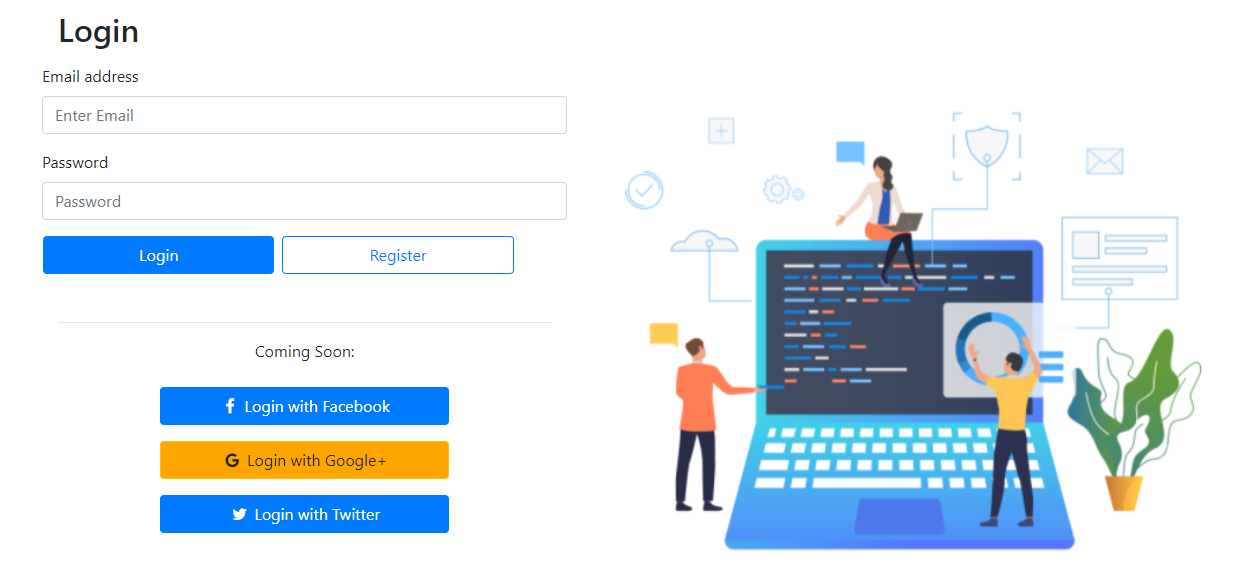 Login
Email address
Enter Email
Password
Password
Login Register
Coming Soon:
Login with Facebook
Login with Google+
Login with Twitter